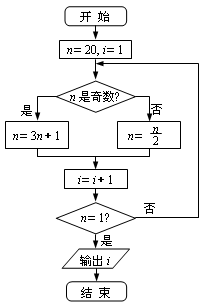 开 始
n= 20, i= 1
n 是奇数?
是
否
n= 3n+ 1
n= n/2
i= i+ 1
n= 1?
否
是
输出 i
结 束